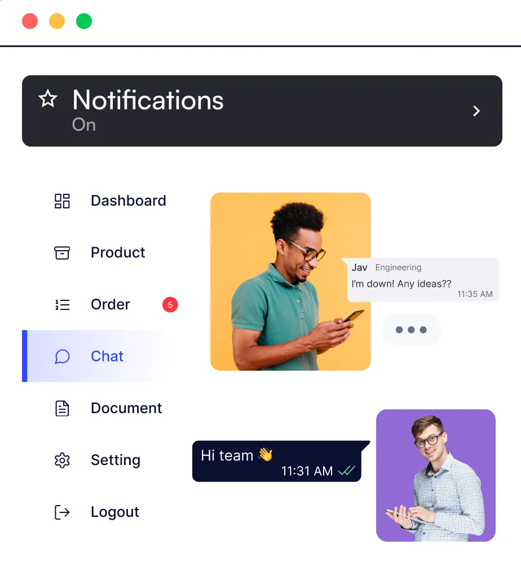 Notifications
On
Dashboard
Product
Order 5
Chat
Document
Setting
Logout
Jav Engineering
I'm down! Any ideas??
11:35 AM
Hi team 👋
11:31 AM